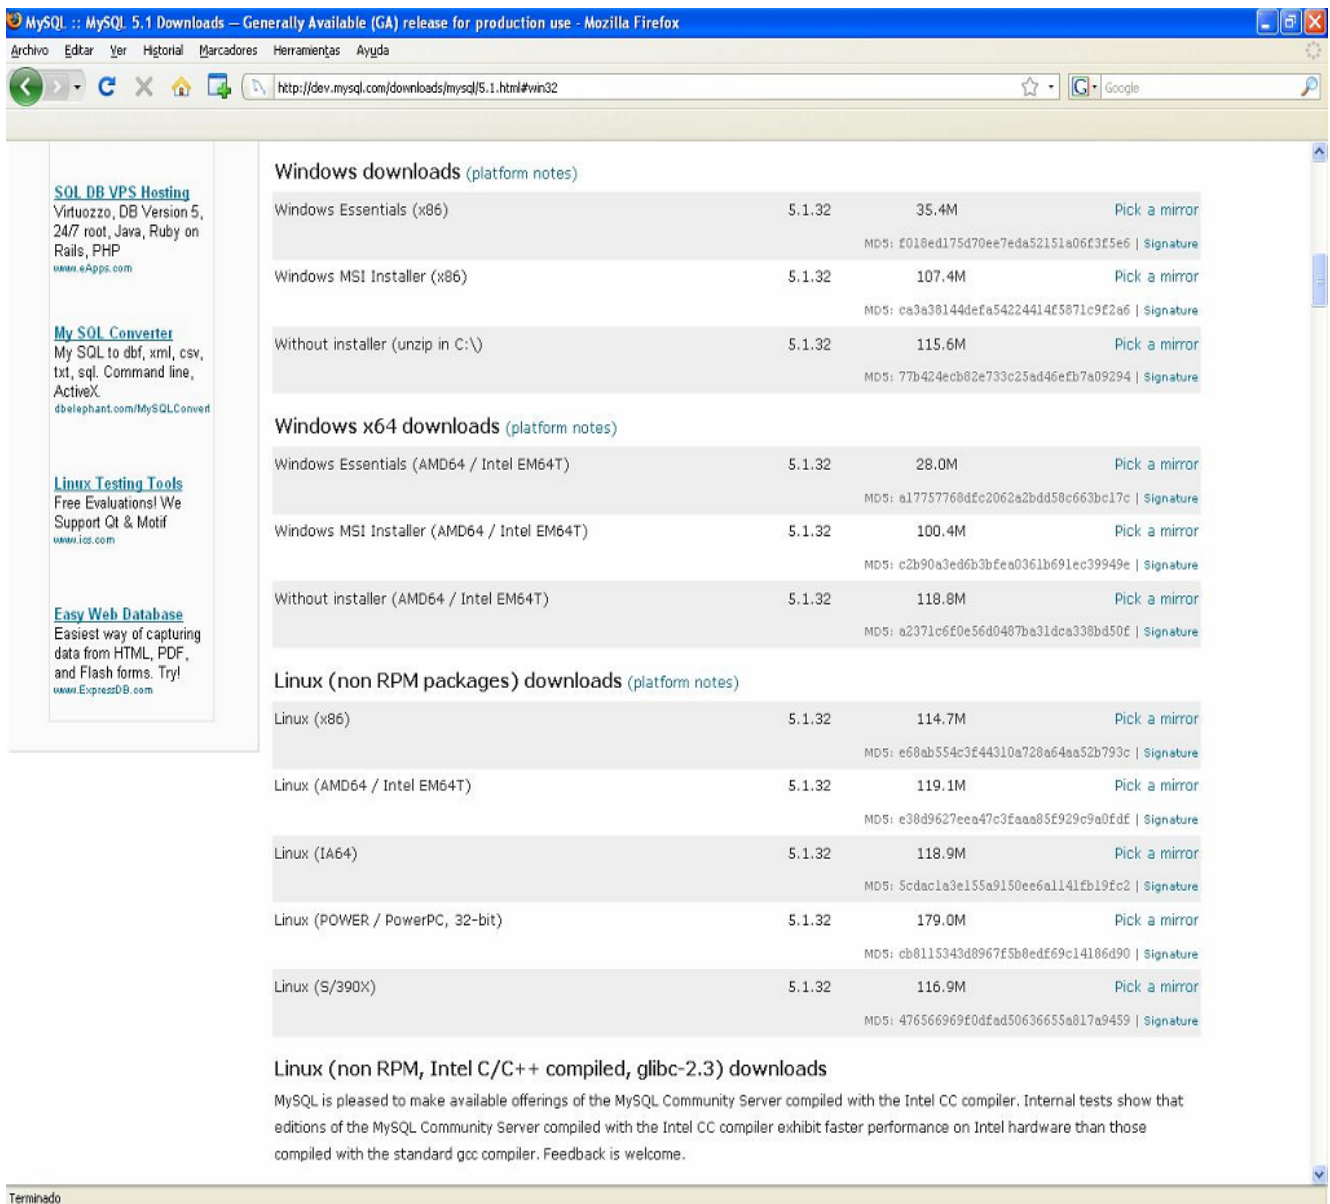 MySQL :: MySQL 5.1 Downloads — Generally Available (GA) release for production use - Mozilla Firefox
Archivo Editar Ver Historial Marcadores Herramientas Ayuda
http://dev.mysql.com/downloads/mysql/5.1.html#win32
G Google
SQL DB VPS Hosting
Virtuozzo, DB Version 5,
24/7 root, Java, Ruby on
Rails, PHP
www.eApps.com
My SQL Converter
My SQL to dbf, xml, csv,
txt, sql. Command line,
ActiveX.
dbelephant.com/MySQLConvert
Linux Testing Tools
Free Evaluations! We
Support Qt & Motif
www.ics.com
Easy Web Database
Easiest way of capturing
data from HTML, PDF,
and Flash forms. Try!
www.ExpressDB.com
Windows downloads (platform notes)
Windows Essentials (x86) 5.1.32 35.4M Pick a mirror
MD5: f018ed175d70ee7eda52151a06f3f5e6 | Signature
Windows MSI Installer (x86) 5.1.32 107.4M Pick a mirror
MD5: ca3a38144defa54224414f5871c9f2a6 | Signature
Without installer (unzip in C:\) 5.1.32 115.6M Pick a mirror
MD5: 77b424ecb82e733c25ad46efb7a09294 | Signature
Windows x64 downloads (platform notes)
Windows Essentials (AMD64 / Intel EM64T) 5.1.32 28.0M Pick a mirror
MD5: a17757768dfc2062a2bdd58c663bc17c | Signature
Windows MSI Installer (AMD64 / Intel EM64T) 5.1.32 100.4M Pick a mirror
MD5: c2b90a3ed6b3bfea0361b691ec39949e | Signature
Without installer (AMD64 / Intel EM64T) 5.1.32 118.8M Pick a mirror
MD5: a2371c6f0e56d0487ba31dca338bd50f | Signature
Linux (non RPM packages) downloads (platform notes)
Linux (x86) 5.1.32 114.7M Pick a mirror
MD5: e68ab554c3f44310a728a64aa52b793c | Signature
Linux (AMD64 / Intel EM64T) 5.1.32 119.1M Pick a mirror
MD5: e38d9627eea47c3faaa85f929c9a0fdf | Signature
Linux (IA64) 5.1.32 118.9M Pick a mirror
MD5: 5cdac1a3e155a9150ee6a1141fb19fc2 | Signature
Linux (POWER / PowerPC, 32-bit) 5.1.32 179.0M Pick a mirror
MD5: cb8115343d8967f5b8edf69c14186d90 | Signature
Linux (S/390X) 5.1.32 116.9M Pick a mirror
MD5: 476566969f0dfad50636655a817a9459 | Signature
Linux (non RPM, Intel C/C++ compiled, glibc-2.3) downloads
MySQL is pleased to make available offerings of the MySQL Community Server compiled with the Intel CC compiler. Internal tests show that
editions of the MySQL Community Server compiled with the Intel CC compiler exhibit faster performance on Intel hardware than those
compiled with the standard gcc compiler. Feedback is welcome.
Terminado